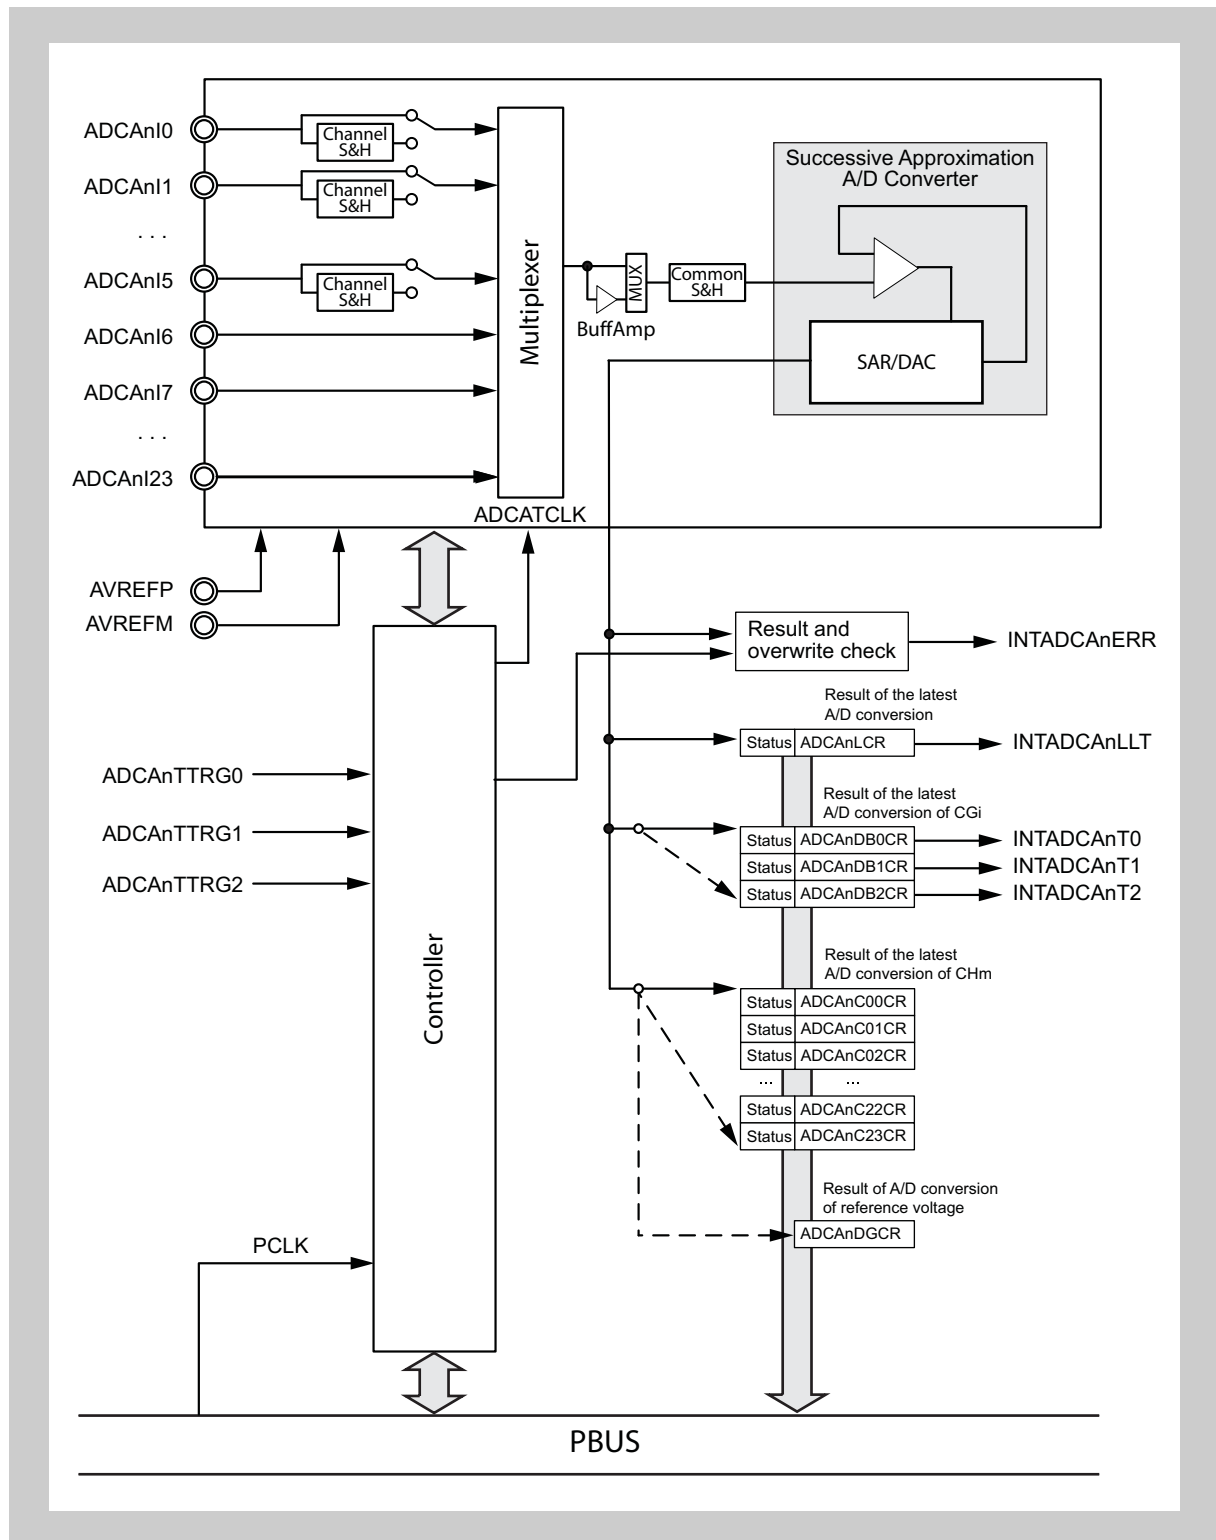 ADCAnI0
Channel
S&H
ADCAnI1
Channel
S&H
. . .
ADCAnI5
Channel
S&H
ADCAnI6
ADCAnI7
. . .
ADCAnI23
Multiplexer
MUX
BuffAmp
Common
S&H
Successive Approximation
A/D Converter
SAR/DAC
ADCATCLK
AVREFP
AVREFM
Result and
overwrite check
INTADCAnERR
Result of the latest
A/D conversion
Status ADCAnLCR
INTADCAnLLT
ADCAnTTRG0
ADCAnTTRG1
ADCAnTTRG2
Controller
Result of the latest
A/D conversion of CGi
Status ADCAnDB0CR
INTADCAnT0
Status ADCAnDB1CR
INTADCAnT1
Status ADCAnDB2CR
INTADCAnT2
Result of the latest
A/D conversion of CHm
Status ADCAnC00CR
Status ADCAnC01CR
Status ADCAnC02CR
... ...
Status ADCAnC22CR
Status ADCAnC23CR
Result of A/D conversion
of reference voltage
ADCAnDGCR
PCLK
PBUS